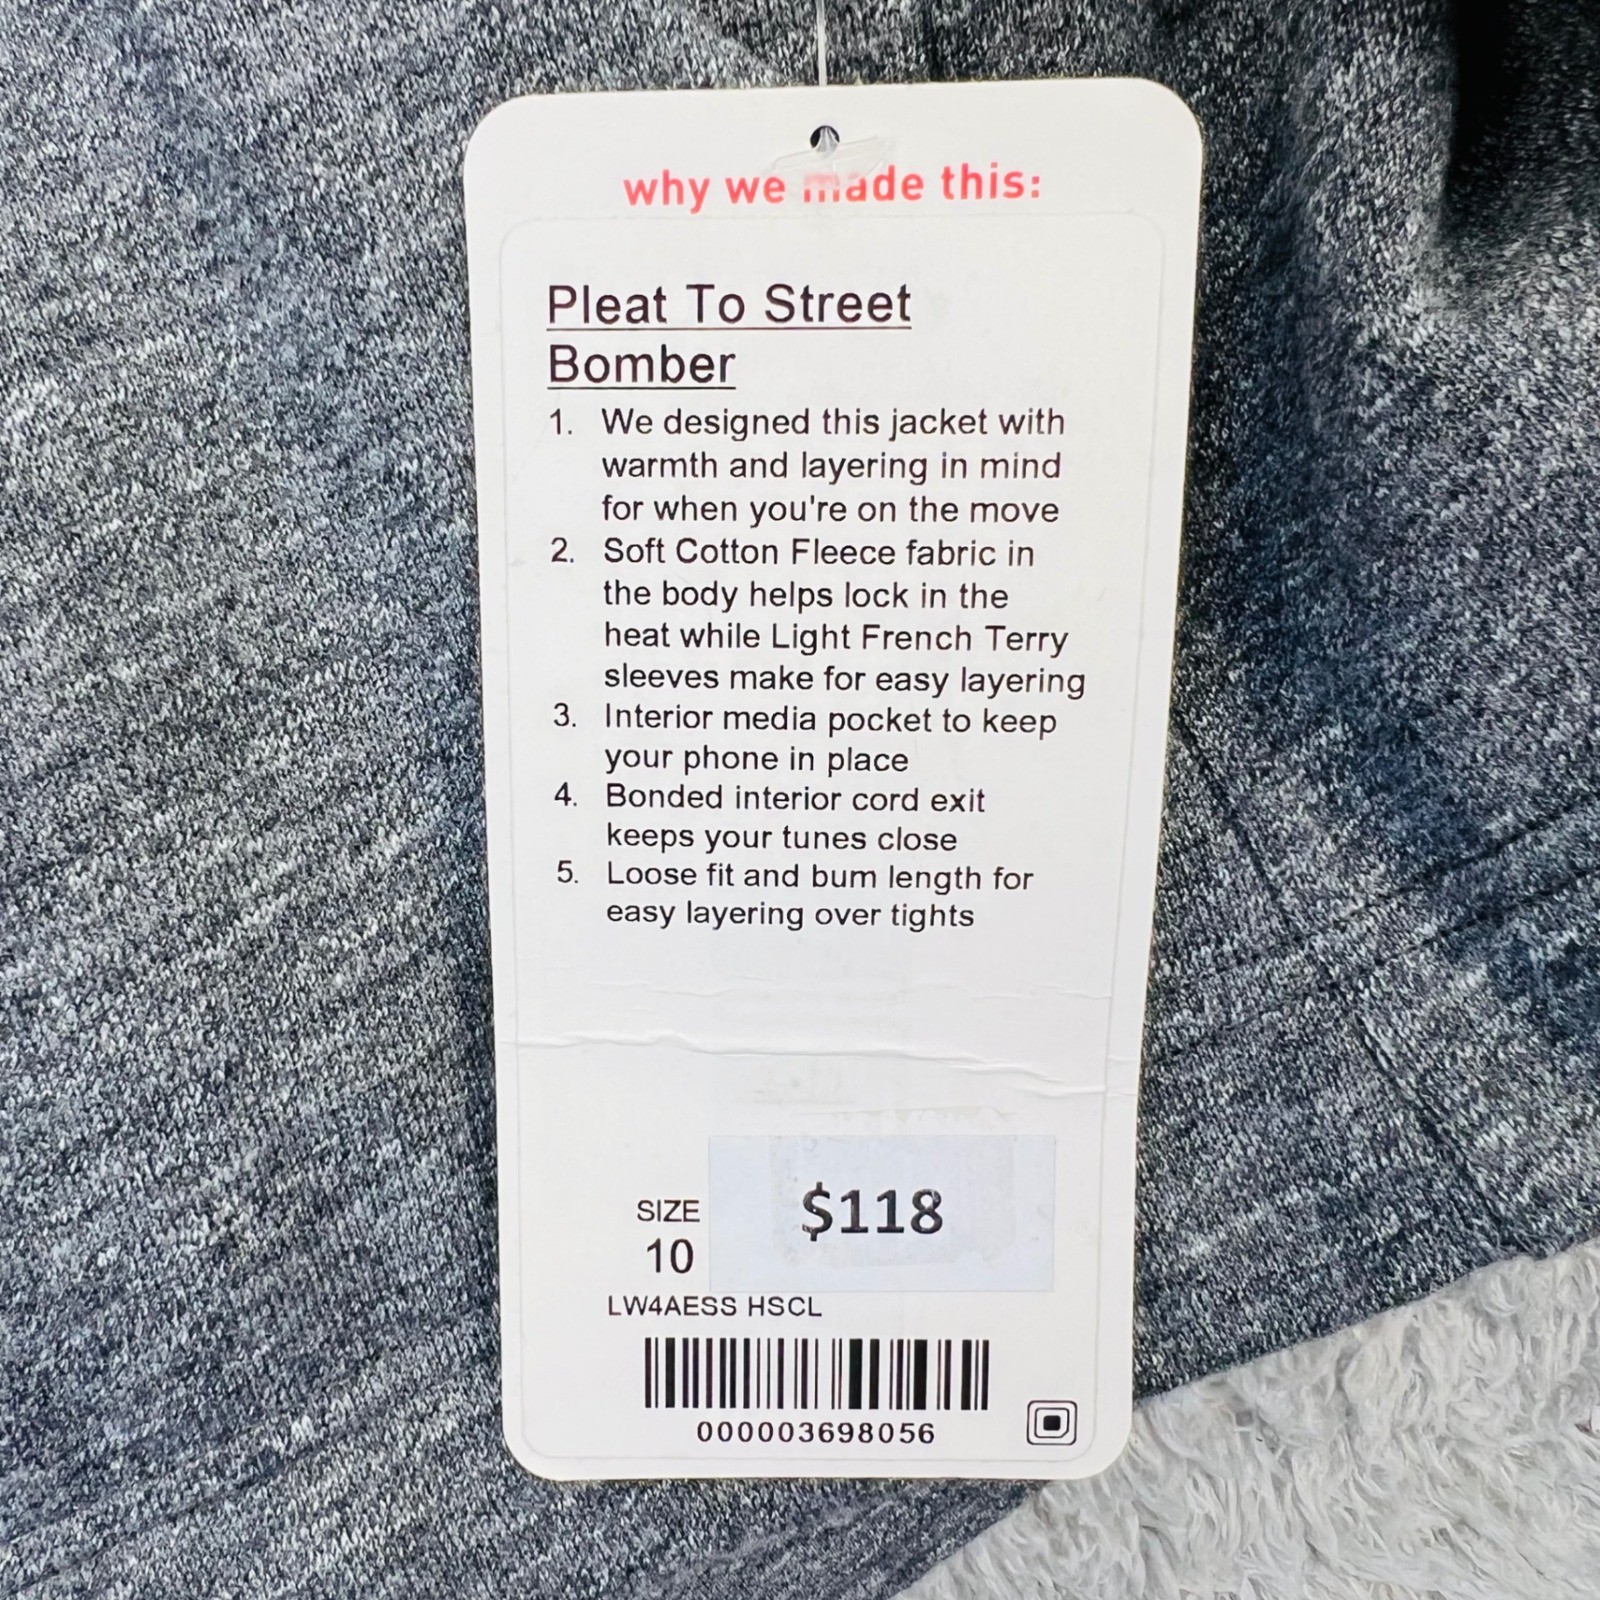 why we made this:
Pleat To Street
Bomber
1. We designed this jacket with
warmth and layering in mind
for when you're on the move
2. Soft Cotton Fleece fabric in
the body helps lock in the
heat while Light French Terry
sleeves make for easy layering
3. Interior media pocket to keep
your phone in place
4. Bonded interior cord exit
keeps your tunes close
5. Loose fit and bum length for
easy layering over tights
SIZE
10
$118
LW4AESS HSCL
000003698056